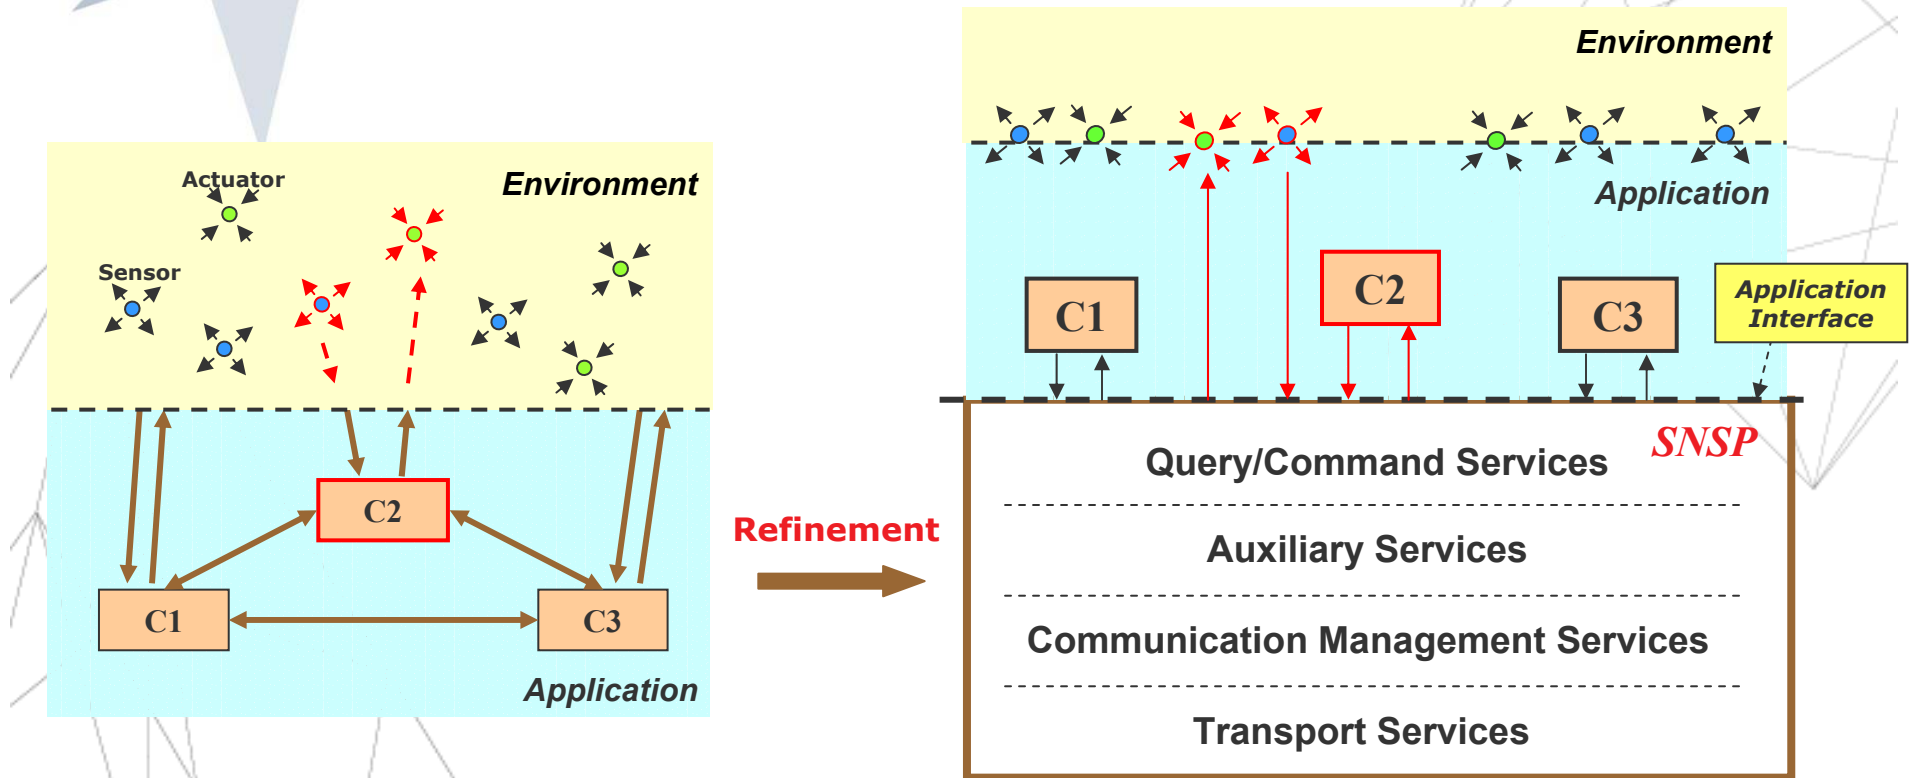 Actuator
Environment
Sensor
C2
C1
C3
Application
Refinement
Environment
Application
C1
C2
C3
Application
Interface
SNSP
Query/Command Services
Auxiliary Services
Communication Management Services
Transport Services